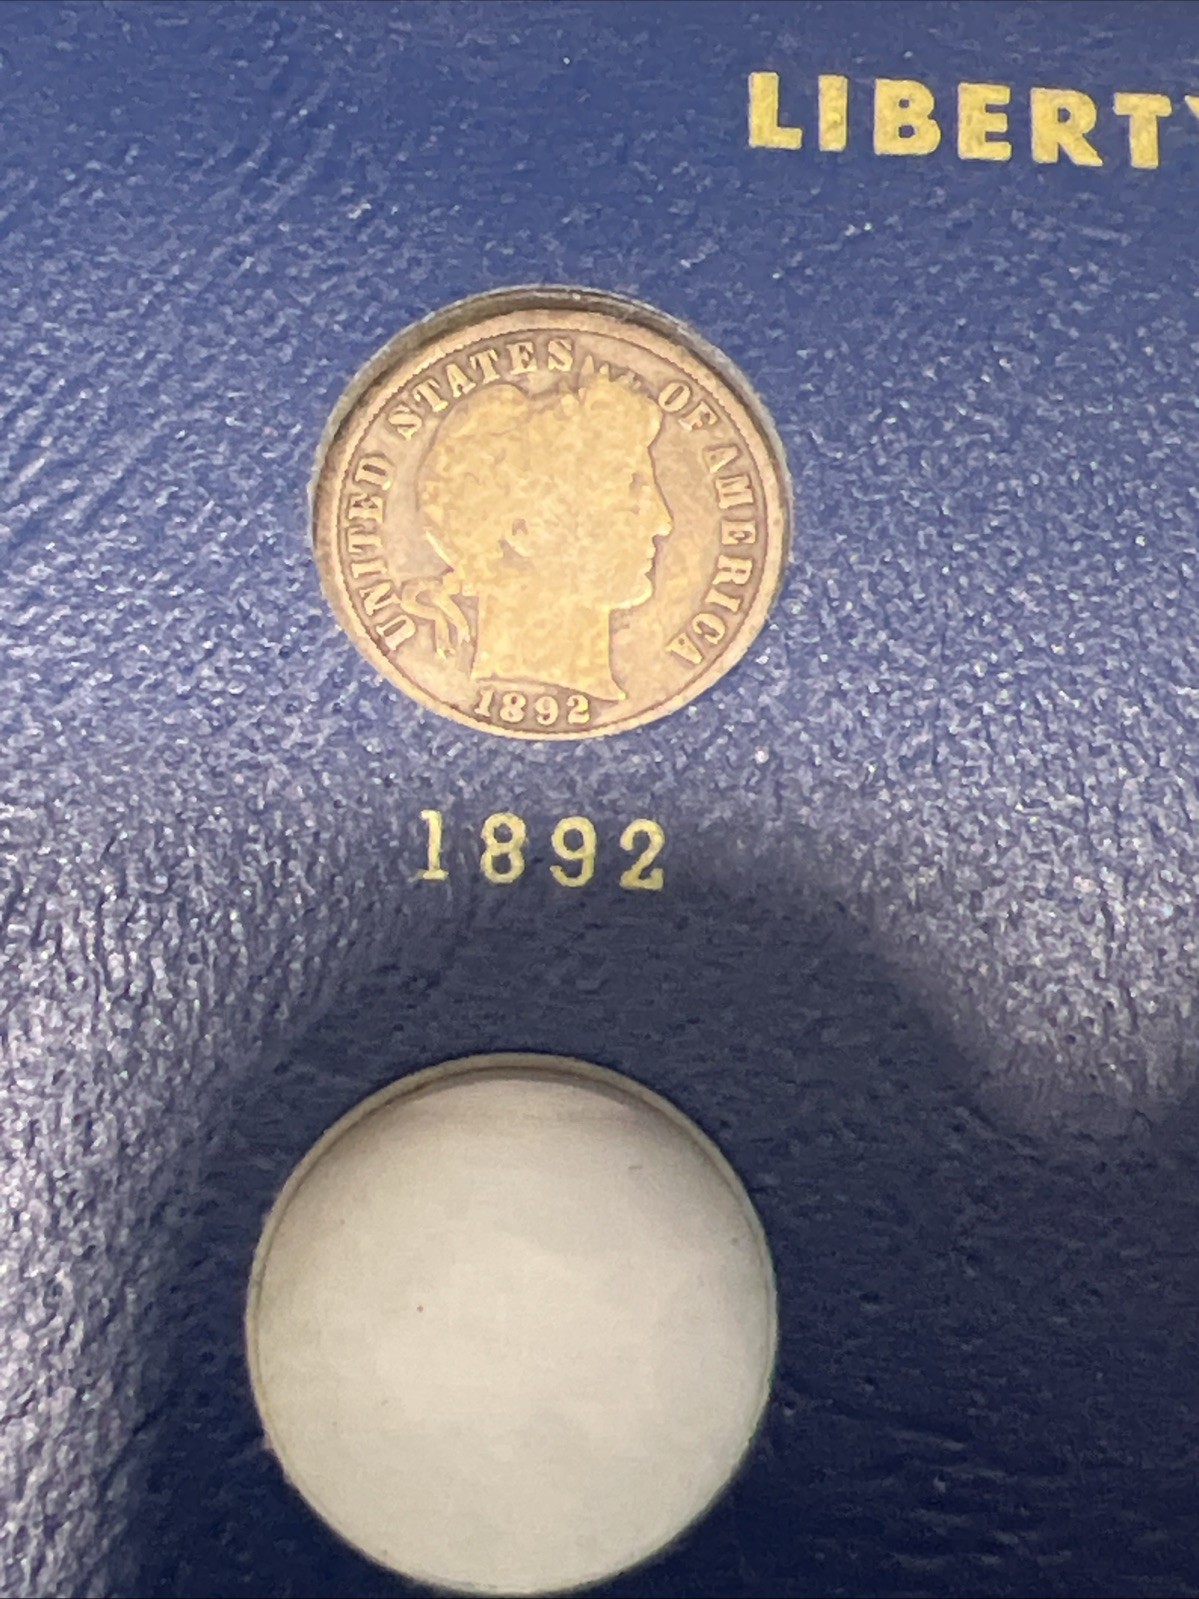 LIBERTY
UNITED STATES OF AMERICA
1892
1892